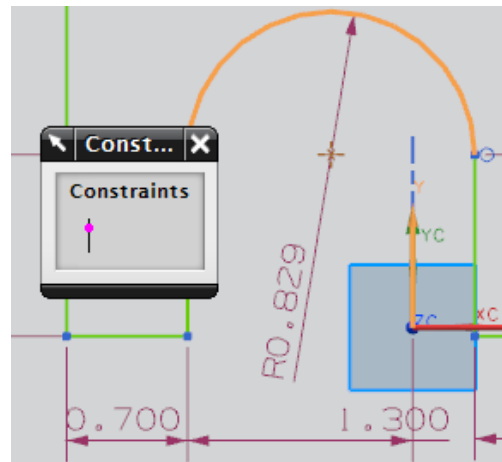 Const...
Constraints
Y
YC
R0.829
ZC
XC
0.700
1.300